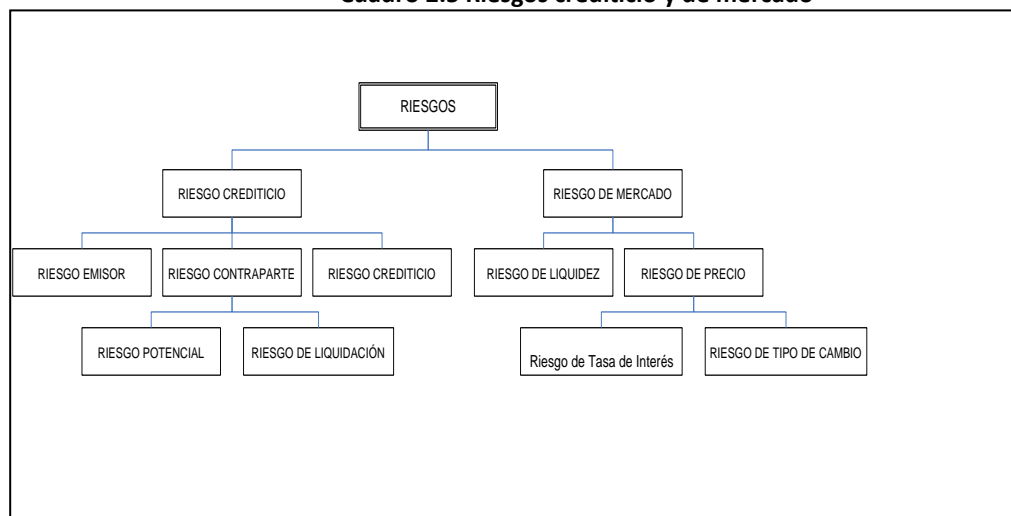 Cuadro 2.3 Riesgos crediticio y de mercado
RIESGOS
RIESGO CREDITICIO
RIESGO DE MERCADO
RIESGO EMISOR
RIESGO CONTRAPARTE
RIESGO CREDITICIO
RIESGO DE LIQUIDEZ
RIESGO DE PRECIO
RIESGO POTENCIAL
RIESGO DE LIQUIDACIÓN
Riesgo de Tasa de Interés
RIESGO DE TIPO DE CAMBIO